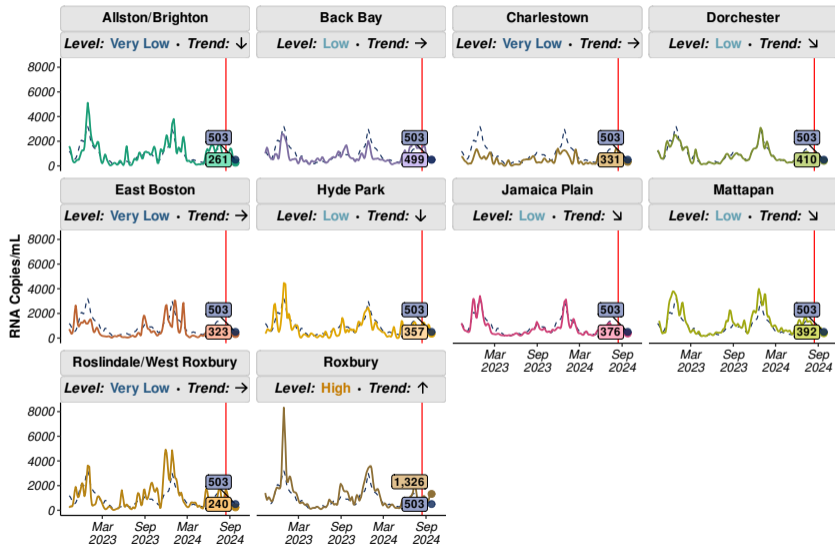 Allston/Brighton
Back Bay
Charlestown
Dorchester
Level: Very Low · Trend: ↓
Level: Low · Trend: →
Level: Very Low · Trend: →
Level: Low · Trend: ↘
8000
6000
4000
2000
0
503
261
503
499
503
331
503
410
East Boston
Hyde Park
Jamaica Plain
Mattapan
Level: Very Low · Trend: →
Level: Low · Trend: ↓
Level: Low · Trend: ↘
Level: Low · Trend: ↘
RNA Copies/mL
8000
6000
4000
2000
0
503
323
503
357
503
376
503
392
Mar 2023
Sep 2023
Mar 2024
Sep 2024
Mar 2023
Sep 2023
Mar 2024
Sep 2024
Roslindale/West Roxbury
Roxbury
Level: Very Low · Trend: →
Level: High · Trend: ↑
8000
6000
4000
2000
0
503
240
1,326
503
Mar 2023
Sep 2023
Mar 2024
Sep 2024
Mar 2023
Sep 2023
Mar 2024
Sep 2024